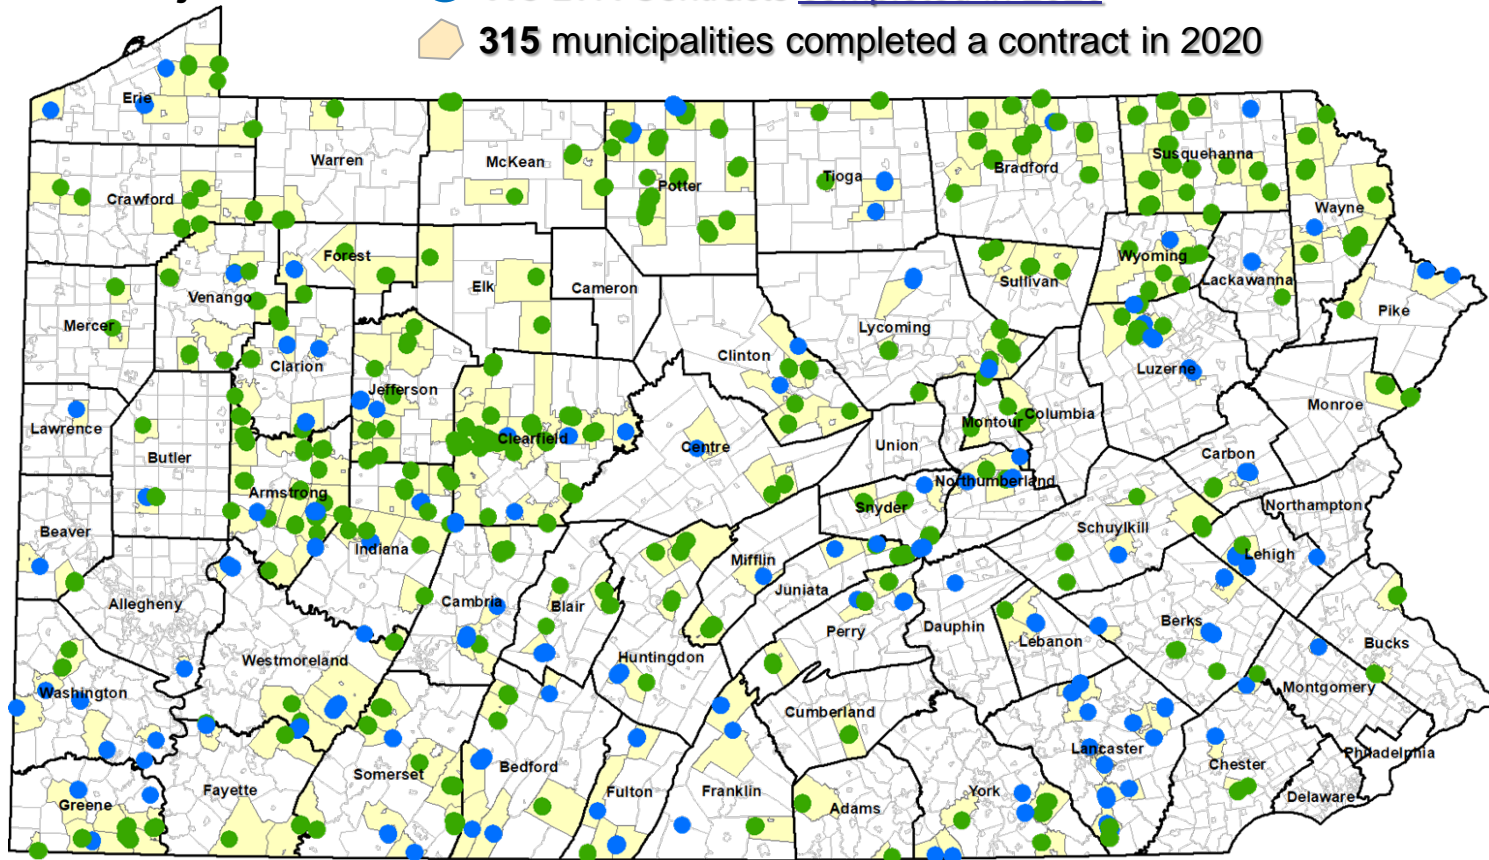 315 municipalities completed a contract in 2020
Erie
Warren
McKean
Potter
Tioga
Bradford
Susquehanna
Wayne
Crawford
Forest
Venango
Elk
Cameron
Sullivan
Wyoming
Lackawanna
Pike
Mercer
Clarion
Clinton
Lycoming
Luzerne
Jefferson
Monroe
Lawrence
Montour
Columbia
Butler
Clearfield
Centre
Union
Carbon
Armstrong
Northumberland
Snyder
Northampton
Beaver
Indiana
Schuylkill
Lehigh
Mifflin
Juniata
Allegheny
Cambria
Blair
Perry
Dauphin
Lebanon
Berks
Bucks
Westmoreland
Huntingdon
Washington
Cumberland
Montgomery
Bedford
Lancaster
Philadelphia
Somerset
Chester
Greene
Fayette
Fulton
Franklin
Adams
York
Delaware